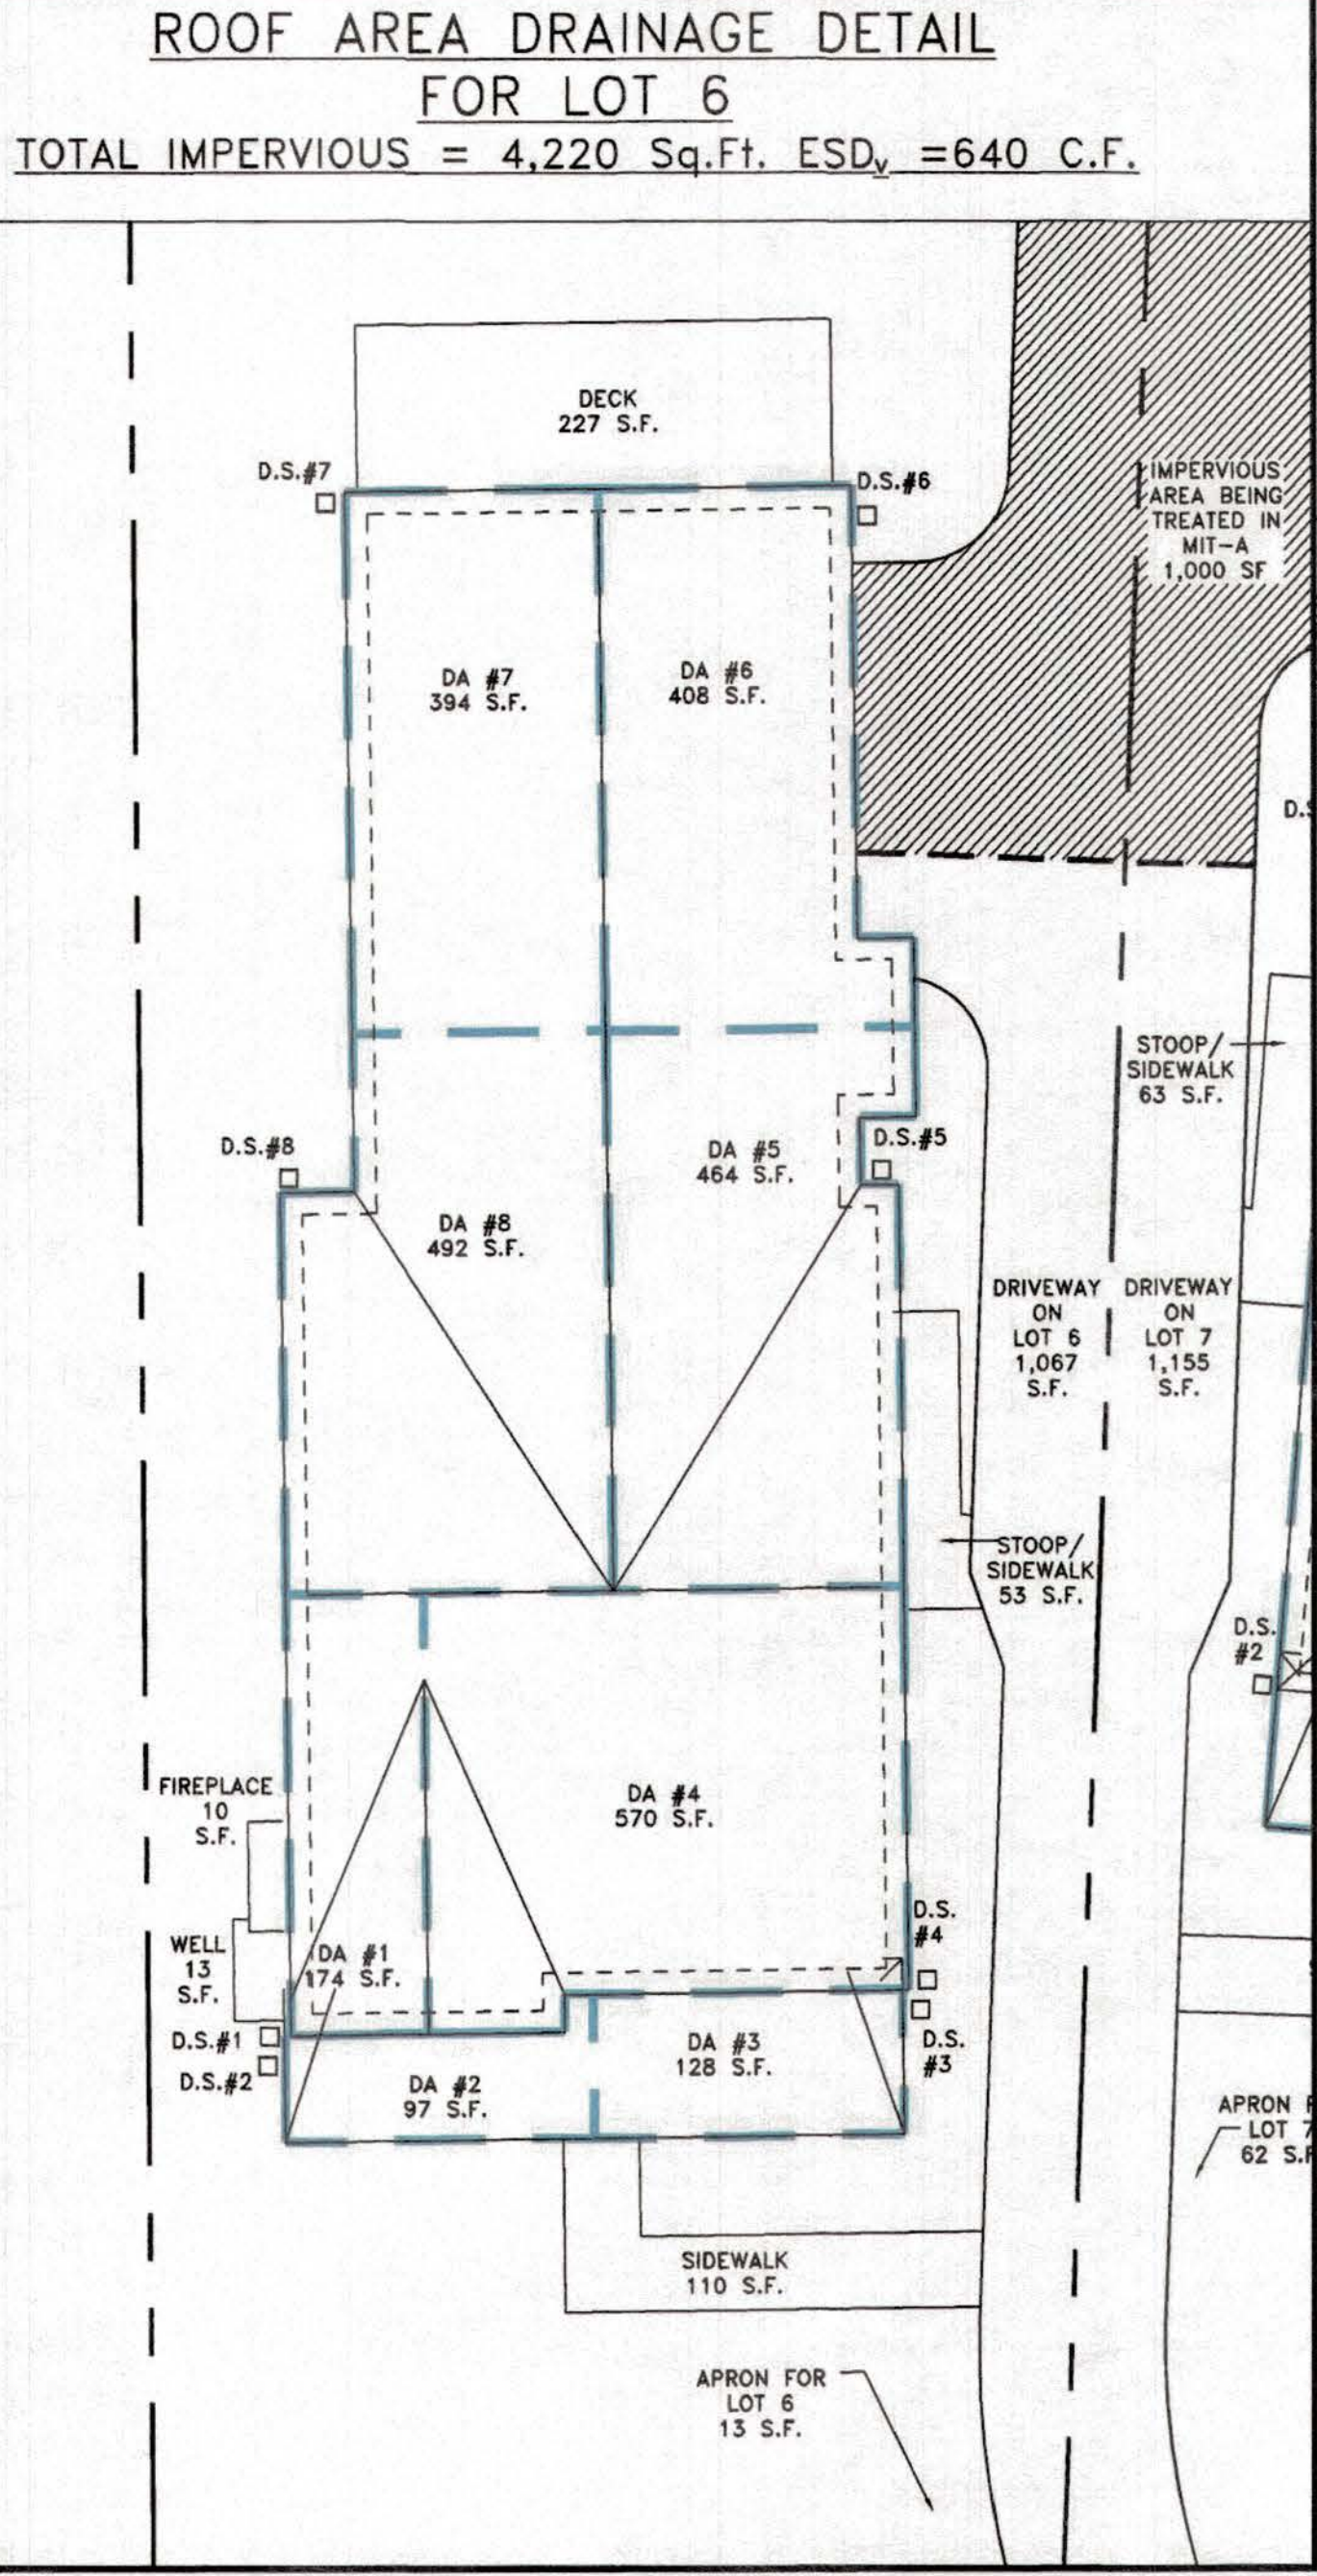 ROOF AREA DRAINAGE DETAIL
FOR LOT 6
TOTAL IMPERVIOUS = 4,220 Sq.Ft. ESDv =640 C.F.
DECK
227 S.F.
D.S.#7
D.S.#6
IMPERVIOUS
AREA BEING
TREATED IN
MIT-A
1,000 SF
DA #7
394 S.F.
DA #6
408 S.F.
D.S
STOOP/
SIDEWALK
63 S.F.
D.S.#8
D.S.#5
DA #5
464 S.F.
DA #8
492 S.F.
DRIVEWAY
ON
LOT 6
1,067
S.F.
DRIVEWAY
ON
LOT 7
1,155
S.F.
STOOP/
SIDEWALK
53 S.F.
D.S.
#2
FIREPLACE
10
S.F.
DA #4
570 S.F.
D.S.
#4
WELL
13
S.F.
DA #1
174 S.F.
D.S.#1
D.S.#2
DA #3
128 S.F.
D.S.
#3
DA #2
97 S.F.
APRON F
LOT 7
62 S.F
SIDEWALK
110 S.F.
APRON FOR
LOT 6
13 S.F.